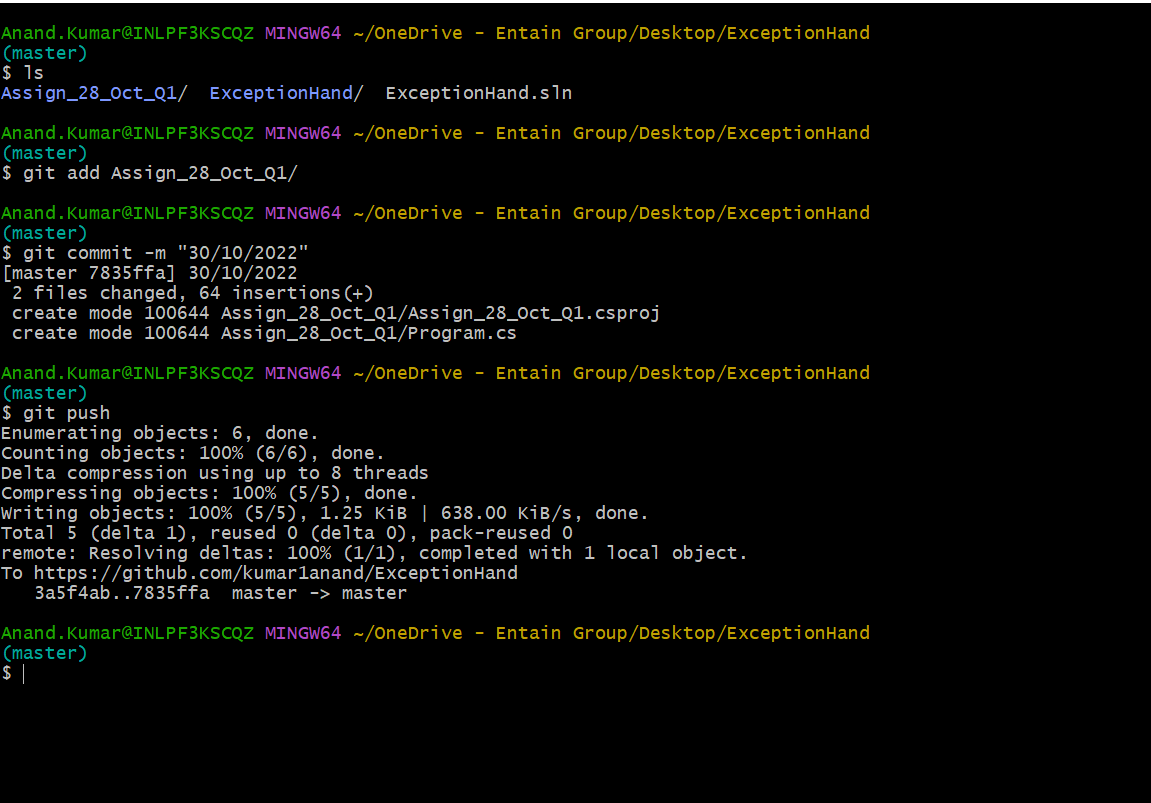 Anand.Kumar@INLPF3KSCQZ MINGW64 ~/OneDrive - Entain Group/Desktop/ExceptionHand
(master)
$ ls
Assign_28_Oct_Q1/  ExceptionHand/  ExceptionHand.sln
Anand.Kumar@INLPF3KSCQZ MINGW64 ~/OneDrive - Entain Group/Desktop/ExceptionHand
(master)
$ git add Assign_28_Oct_Q1/
Anand.Kumar@INLPF3KSCQZ MINGW64 ~/OneDrive - Entain Group/Desktop/ExceptionHand
(master)
$ git commit -m "30/10/2022"
[master 7835ffa] 30/10/2022
 2 files changed, 64 insertions(+)
 create mode 100644 Assign_28_Oct_Q1/Assign_28_Oct_Q1.csproj
 create mode 100644 Assign_28_Oct_Q1/Program.cs
Anand.Kumar@INLPF3KSCQZ MINGW64 ~/OneDrive - Entain Group/Desktop/ExceptionHand
(master)
$ git push
Enumerating objects: 6, done.
Counting objects: 100% (6/6), done.
Delta compression using up to 8 threads
Compressing objects: 100% (5/5), done.
Writing objects: 100% (5/5), 1.25 KiB | 638.00 KiB/s, done.
Total 5 (delta 1), reused 0 (delta 0), pack-reused 0
remote: Resolving deltas: 100% (1/1), completed with 1 local object.
To https://github.com/kumar1anand/ExceptionHand
   3a5f4ab..7835ffa  master -> master
Anand.Kumar@INLPF3KSCQZ MINGW64 ~/OneDrive - Entain Group/Desktop/ExceptionHand
(master)
$